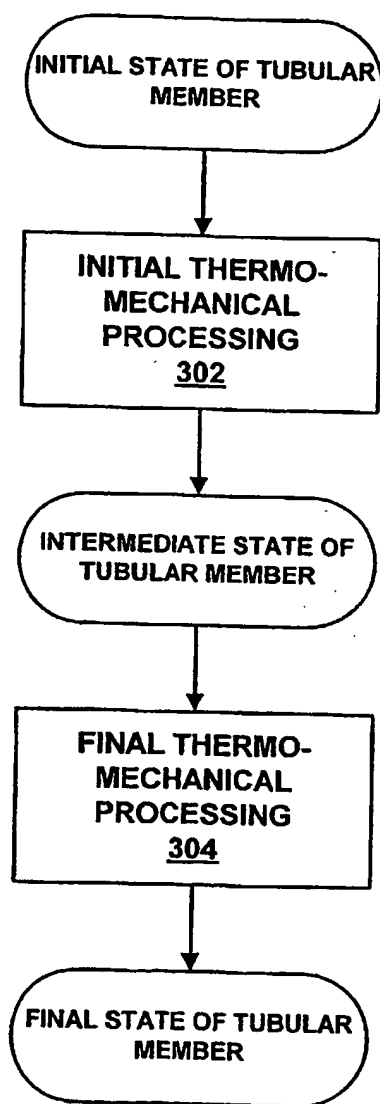 INITIAL STATE OF TUBULAR
MEMBER
INITIAL THERMO-
MECHANICAL
PROCESSING
302
INTERMEDIATE STATE OF
TUBULAR MEMBER
FINAL THERMO-
MECHANICAL
PROCESSING
304
FINAL STATE OF TUBULAR
MEMBER